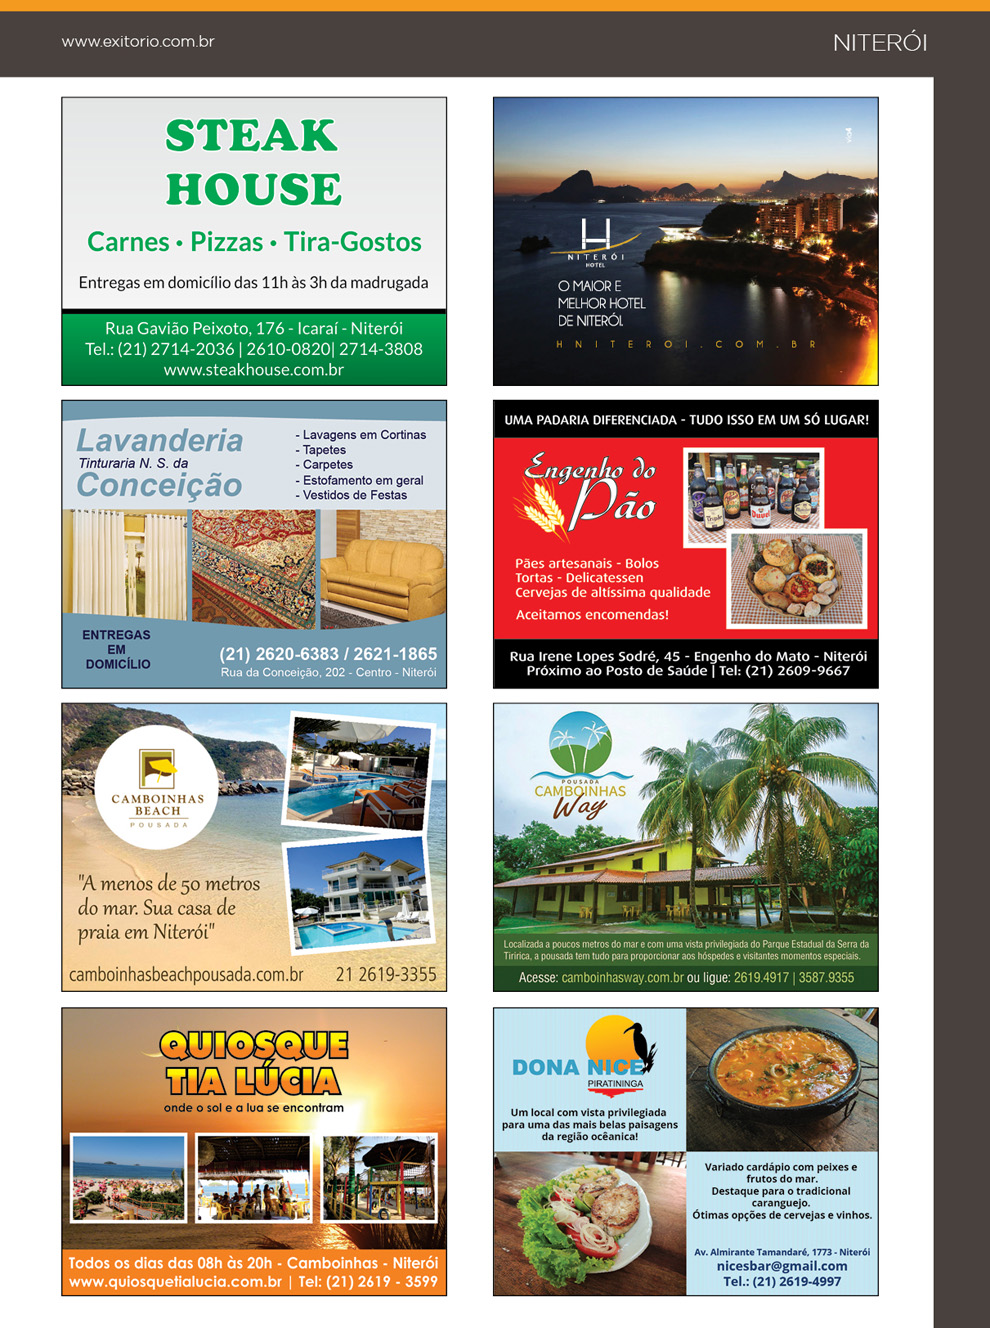 www.exitorio.com.br
NITERÓI
STEAK
HOUSE
Carnes • Pizzas • Tira-Gostos
Entregas em domicílio das 11h às 3h da madrugada
Rua Gavião Peixoto, 176 - Icaraí - Niterói
Tel.: (21) 2714-2036 | 2610-0820| 2714-3808
www.steakhouse.com.br
H
NITERÓI
HOTEL
O MAIOR E
MELHOR HOTEL
DE NITERÓI.
HNITEROI.COM.BR
Lavanderia
Tinturaria N. S. da
Conceição
- Lavagens em Cortinas
- Tapetes
- Carpetes
- Estofamento em geral
- Vestidos de Festas
ENTREGAS
EM
DOMICÍLIO
(21) 2620-6383 / 2621-1865
Rua da Conceição, 202 - Centro - Niterói
UMA PADARIA DIFERENCIADA - TUDO ISSO EM UM SÓ LUGAR!
Engenho do
Pão
Pães artesanais - Bolos
Tortas - Delicatessen
Cervejas de altíssima qualidade
Aceitamos encomendas!
Rua Irene Lopes Sodré, 45 - Engenho do Mato - Niterói
Próximo ao Posto de Saúde | Tel: (21) 2609-9667
CAMBOINHAS
BEACH
POUSADA
"A menos de 50 metros
do mar. Sua casa de
praia em Niterói"
camboinhasbeachpousada.com.br 21 2619-3355
POUSADA
CAMBOINHAS
Way
Localizada a poucos metros do mar e com uma vista privilegiada do Parque Estadual da Serra da
Tiririca, a pousada tem tudo para proporcionar aos hóspedes e visitantes momentos especiais.
Acesse: camboinhasway.com.br ou ligue: 2619.4917 | 3587.9355
QUIOSQUE
TIA LÚCIA
onde o sol e a lua se encontram
Todos os dias das 08h às 20h - Camboinhas - Niterói
www.quiosquetialucia.com.br | Tel: (21) 2619 - 3599
DONA NICE
PIRATININGA
Um local com vista privilegiada
para uma das mais belas paisagens
da região ocêanica!
Variado cardápio com peixes e
frutos do mar.
Destaque para o tradicional
caranguejo.
Ótimas opções de cervejas e vinhos.
Av. Almirante Tamandaré, 1773 - Niterói
nicesbar@gmail.com
Tel.: (21) 2619-4997